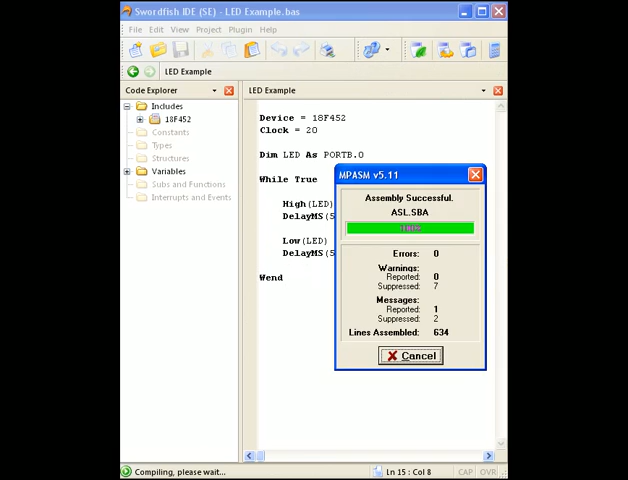 Swordfish IDE (SE) - LED Example.bas
File Edit View Project Plugin Help
LED Example
Code Explorer
Includes
18F452
Constants
Types
Structures
Variables
Subs and Functions
Interrupts and Events
LED Example
Device = 18F452
Clock = 20
Dim LED As PORTB.0
While True
High(LED)
DelayMS(5
Low(LED)
DelayMS(5
Wend
MPASM v5.11
Assembly Successful.
ASL.SBA
Errors: 0
Warnings:
Reported: 0
Suppressed: 7
Messages:
Reported: 1
Suppressed: 2
Lines Assembled: 634
Cancel
Compiling, please wait...
Ln 15 : Col 8
CAP OVR